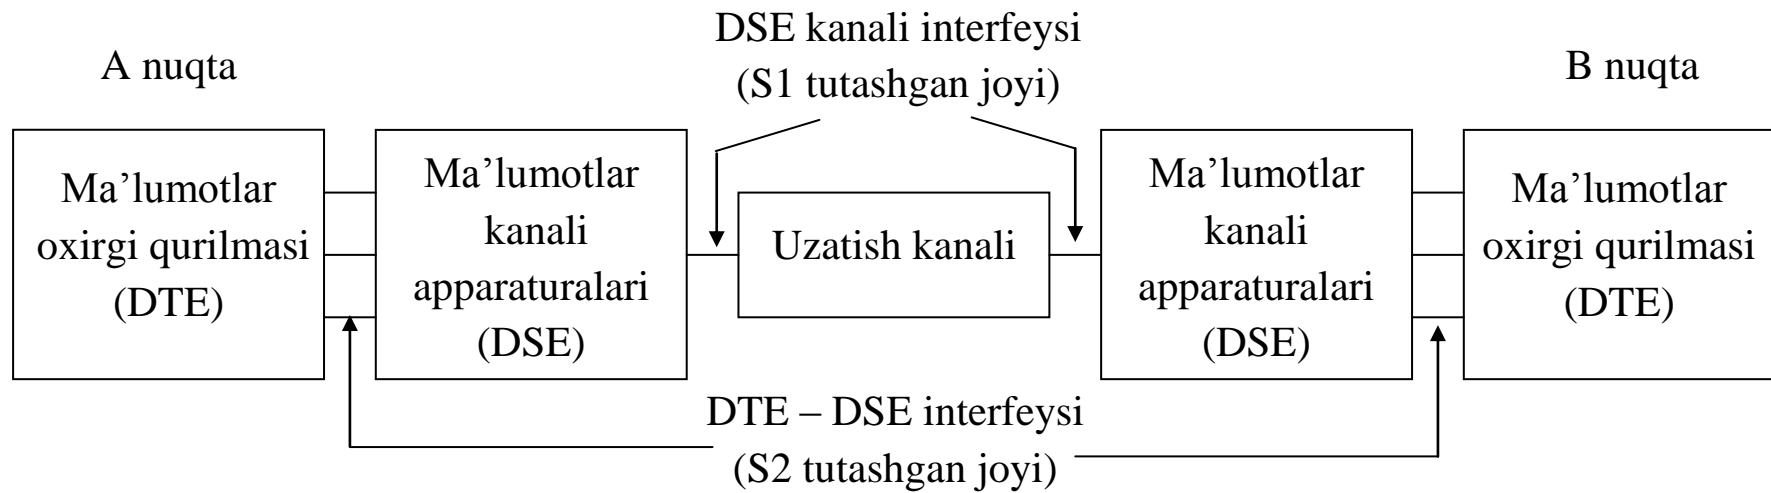 DSE kanali interfeysi
(S1 tutashgan joyi)
A nuqta
B nuqta
Ma’lumotlar
oxirgi qurilmasi
(DTE)
Ma’lumotlar
kanali
apparaturalari
(DSE)
Uzatish kanali
Ma’lumotlar
kanali
apparaturalari
(DSE)
Ma’lumotlar
oxirgi qurilmasi
(DTE)
DTE – DSE interfeysi
(S2 tutashgan joyi)